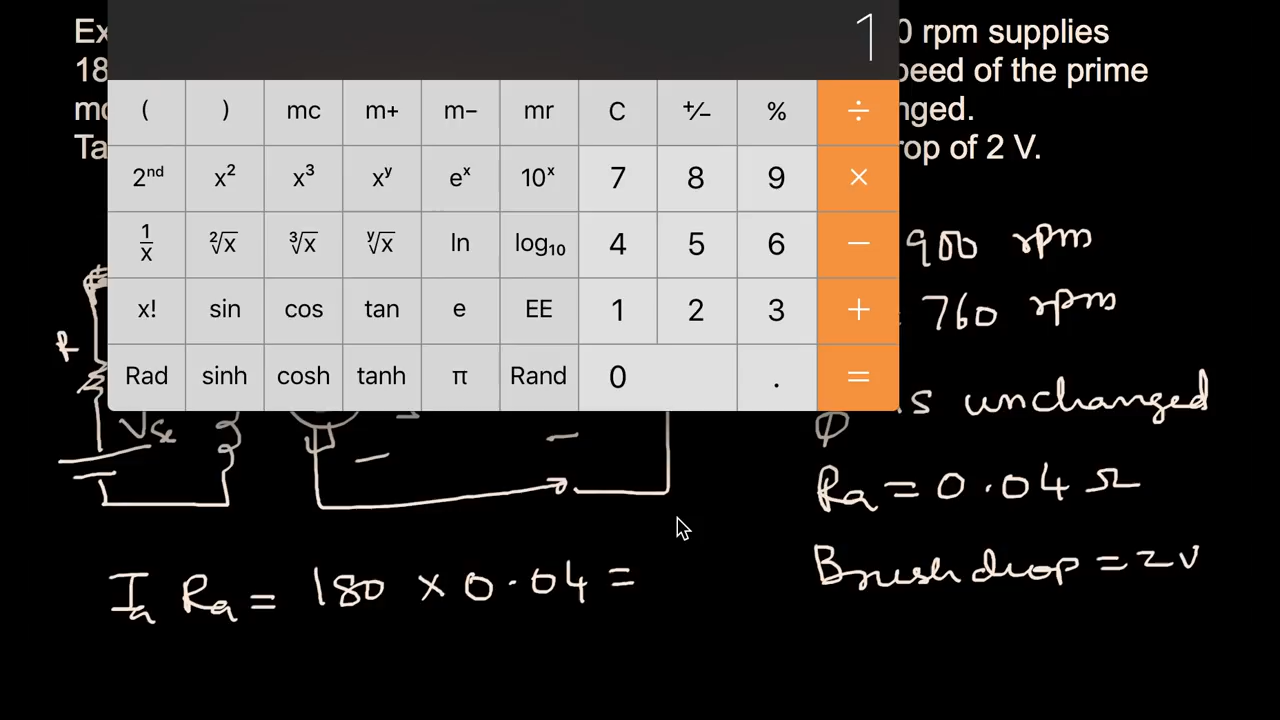 Ex 0 rpm supplies
18 peed of the prime
mo nged.
Ta rop of 2 V.
1
( ) mc m+ m− mr C +/− % ÷
2nd x² x³ xʸ eˣ 10ˣ 7 8 9 ×
1/x ²√x ³√x ʸ√x ln log₁₀ 4 5 6 −
x! sin cos tan e EE 1 2 3 +
Rad sinh cosh tanh π Rand 0 . =
900 rpm
= 760 rpm
R
Vse
−
−
φ is unchanged
Ra = 0.04 Ω
Brush drop = 2 V
Ia Ra = 180 × 0.04 =